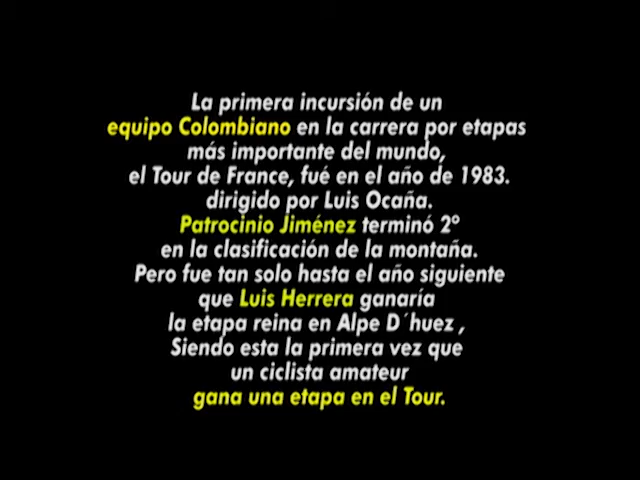 La primera incursión de un
equipo Colombiano en la carrera por etapas
más importante del mundo,
el Tour de France, fué en el año de 1983.
dirigido por Luis Ocaña.
Patrocinio Jiménez terminó 2°
en la clasificación de la montaña.
Pero fue tan solo hasta el año siguiente
que Luis Herrera ganaría
la etapa reina en Alpe D´huez ,
Siendo esta la primera vez que
un ciclista amateur
gana una etapa en el Tour.